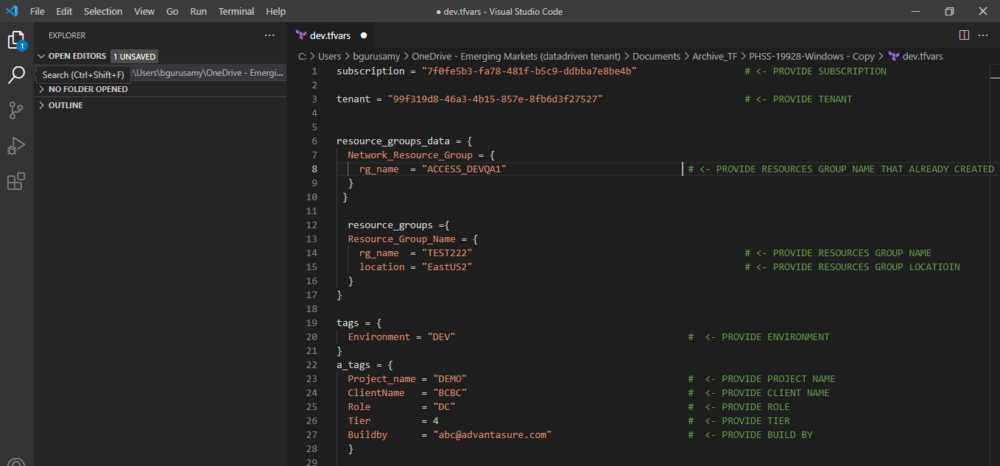 File Edit Selection View Go Run Terminal Help
● dev.tfvars - Visual Studio Code
EXPLORER
1
OPEN EDITORS 1 UNSAVED
Search (Ctrl+Shift+F) :\Users\bgurusamy\OneDrive - Emergi...
NO FOLDER OPENED
OUTLINE
dev.tfvars ●
C: > Users > bgurusamy > OneDrive - Emerging Markets (datadriven tenant) > Documents > Archive_TF > PHSS-19928-Windows - Copy > dev.tfvars
1 subscription = "7f0fe5b3-fa78-481f-b5c9-ddbba7e8be4b" # <- PROVIDE SUBSCRIPTION
2
3 tenant = "99f319d8-46a3-4b15-857e-8fb6d3f27527" # <- PROVIDE TENANT
4
5
6 resource_groups_data = {
7 Network_Resource_Group = {
8 rg_name = "ACCESS_DEVQA1" # <- PROVIDE RESOURCES GROUP NAME THAT ALREADY CREATED
9 }
10 }
11
12 resource_groups ={
13 Resource_Group_Name = {
14 rg_name = "TEST222" # <- PROVIDE RESOURCES GROUP NAME
15 location = "EastUS2" # <- PROVIDE RESOURCES GROUP LOCATIOIN
16 }
17 }
18
19 tags = {
20 Environment = "DEV" # <- PROVIDE ENVIRONMENT
21 }
22 a_tags = {
23 Project_name = "DEMO" # <- PROVIDE PROJECT NAME
24 ClientName = "BCBC" # <- PROVIDE CLIENT NAME
25 Role = "DC" # <- PROVIDE ROLE
26 Tier = 4 # <- PROVIDE TIER
27 Buildby = "abc@advantasure.com" # <- PROVIDE BUILD BY
28 }
29